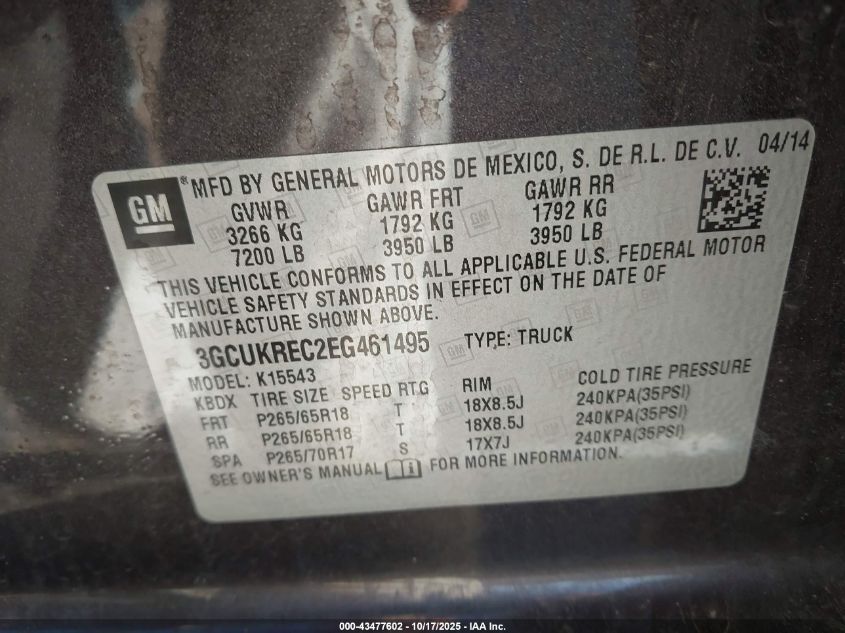 GM ® MFD BY GENERAL MOTORS DE MEXICO, S. DE R.L. DE C.V. 04/14
GVWR GAWR FRT GAWR RR
3266 KG 1792 KG 1792 KG
7200 LB 3950 LB 3950 LB
THIS VEHICLE CONFORMS TO ALL APPLICABLE U.S. FEDERAL MOTOR
VEHICLE SAFETY STANDARDS IN EFFECT ON THE DATE OF
MANUFACTURE SHOWN ABOVE.
3GCUKREC2EG461495 TYPE: TRUCK
MODEL: K15543
KBDX TIRE SIZE SPEED RTG RIM COLD TIRE PRESSURE
FRT P265/65R18 T 18X8.5J 240KPA(35PSI)
RR P265/65R18 T 18X8.5J 240KPA(35PSI)
SPA P265/70R17 S 17X7J 240KPA(35PSI)
SEE OWNER'S MANUAL FOR MORE INFORMATION.
000-43477602 - 10/17/2025 - IAA Inc.